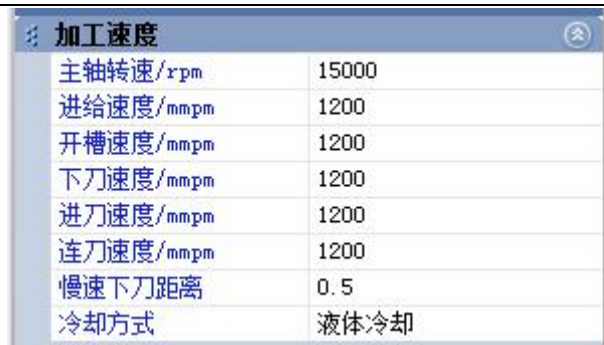 加工速度
主轴转速/rpm 15000
进给速度/mmpm 1200
开槽速度/mmpm 1200
下刀速度/mmpm 1200
进刀速度/mmpm 1200
连刀速度/mmpm 1200
慢速下刀距离 0.5
冷却方式 液体冷却